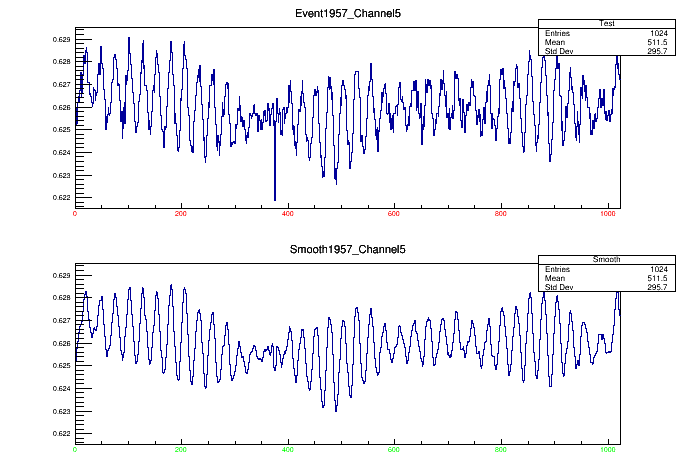 Event1957_Channel5
Test
Entries 1024
Mean 511.5
Std Dev 295.7
0.629
0.628
0.627
0.626
0.625
0.624
0.623
0.622
0 200 400 600 800 1000
Smooth1957_Channel5
Smooth
Entries 1024
Mean 511.5
Std Dev 295.7
0.629
0.628
0.627
0.626
0.625
0.624
0.623
0.622
0 200 400 600 800 1000